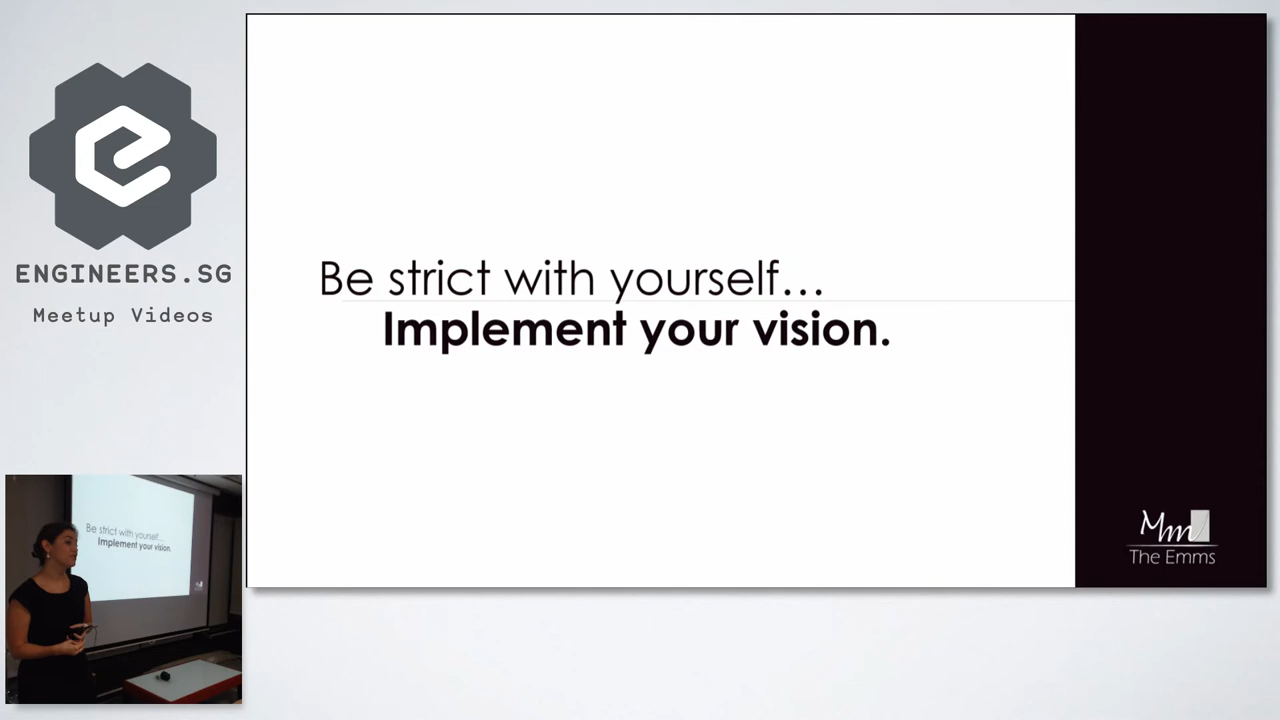 ENGINEERS.SG
Meetup Videos
Be strict with yourself…
Implement your vision.
Mm
The Emms
Be strict with yourself…
Implement your vision.